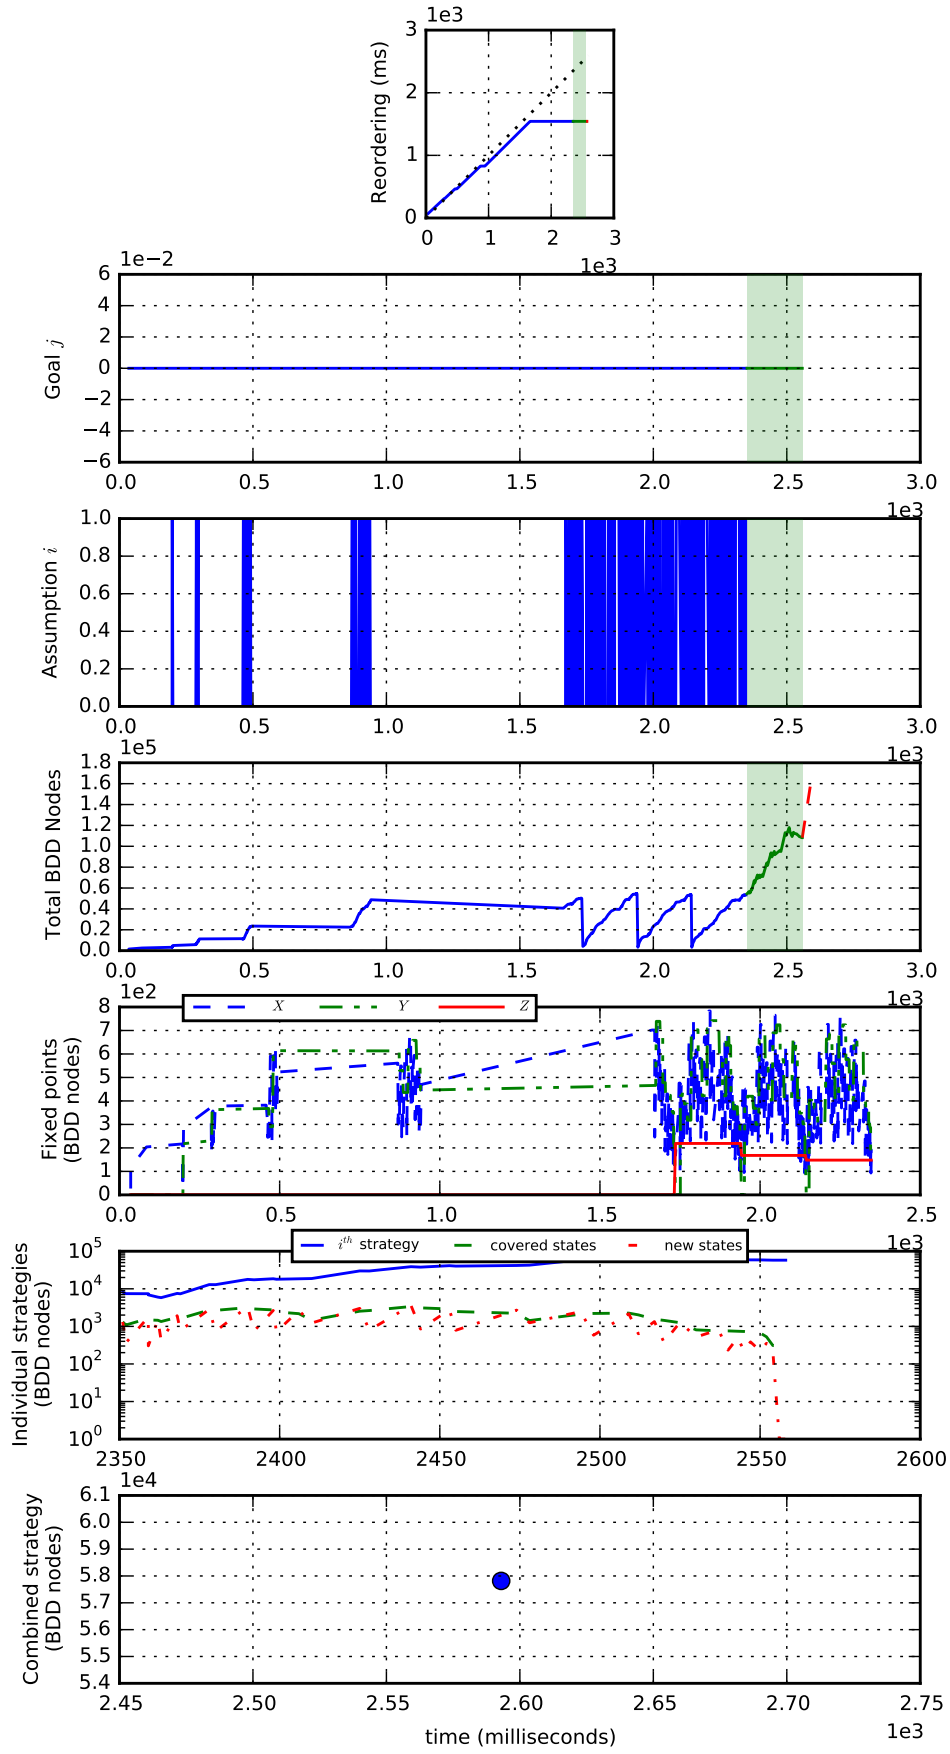 1e3
Reordering (ms)
3
2
1
0
0 1 2 3
1e3
1e−2
Goal j
6
4
2
0
−2
−4
−6
0.0 0.5 1.0 1.5 2.0 2.5 3.0
1e3
Assumption i
1.0
0.8
0.6
0.4
0.2
0.0
0.0 0.5 1.0 1.5 2.0 2.5 3.0
1e3
1e5
Total BDD Nodes
1.8
1.6
1.4
1.2
1.0
0.8
0.6
0.4
0.2
0.0
0.0 0.5 1.0 1.5 2.0 2.5 3.0
1e3
1e2
X Y Z
Fixed points
(BDD nodes)
8
7
6
5
4
3
2
1
0
0.0 0.5 1.0 1.5 2.0 2.5
1e3
i^th strategy covered states new states
Individual strategies
(BDD nodes)
10^5
10^4
10^3
10^2
10^1
10^0
2350 2400 2450 2500 2550 2600
1e4
Combined strategy
(BDD nodes)
6.1
6.0
5.9
5.8
5.7
5.6
5.5
5.4
2.45 2.50 2.55 2.60 2.65 2.70 2.75
time (milliseconds)
1e3